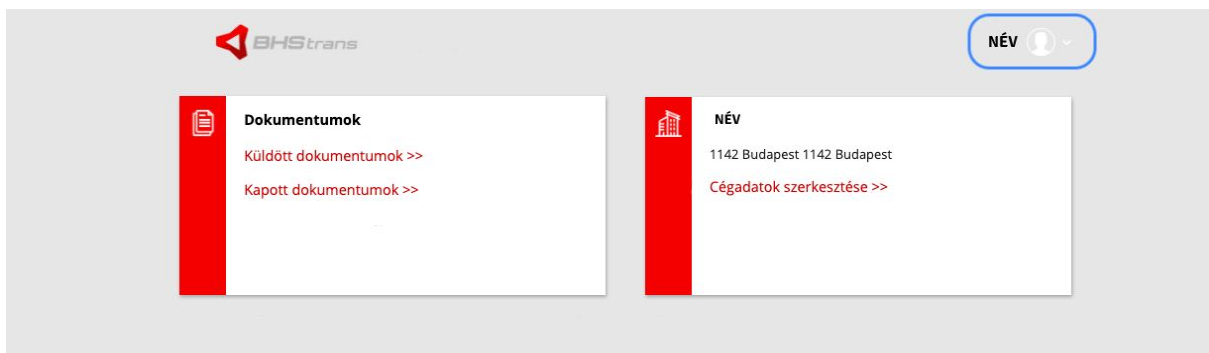 BHStrans
NÉV
Dokumentumok
Küldött dokumentumok >>
Kapott dokumentumok >>
NÉV
1142 Budapest 1142 Budapest
Cégadatok szerkesztése >>